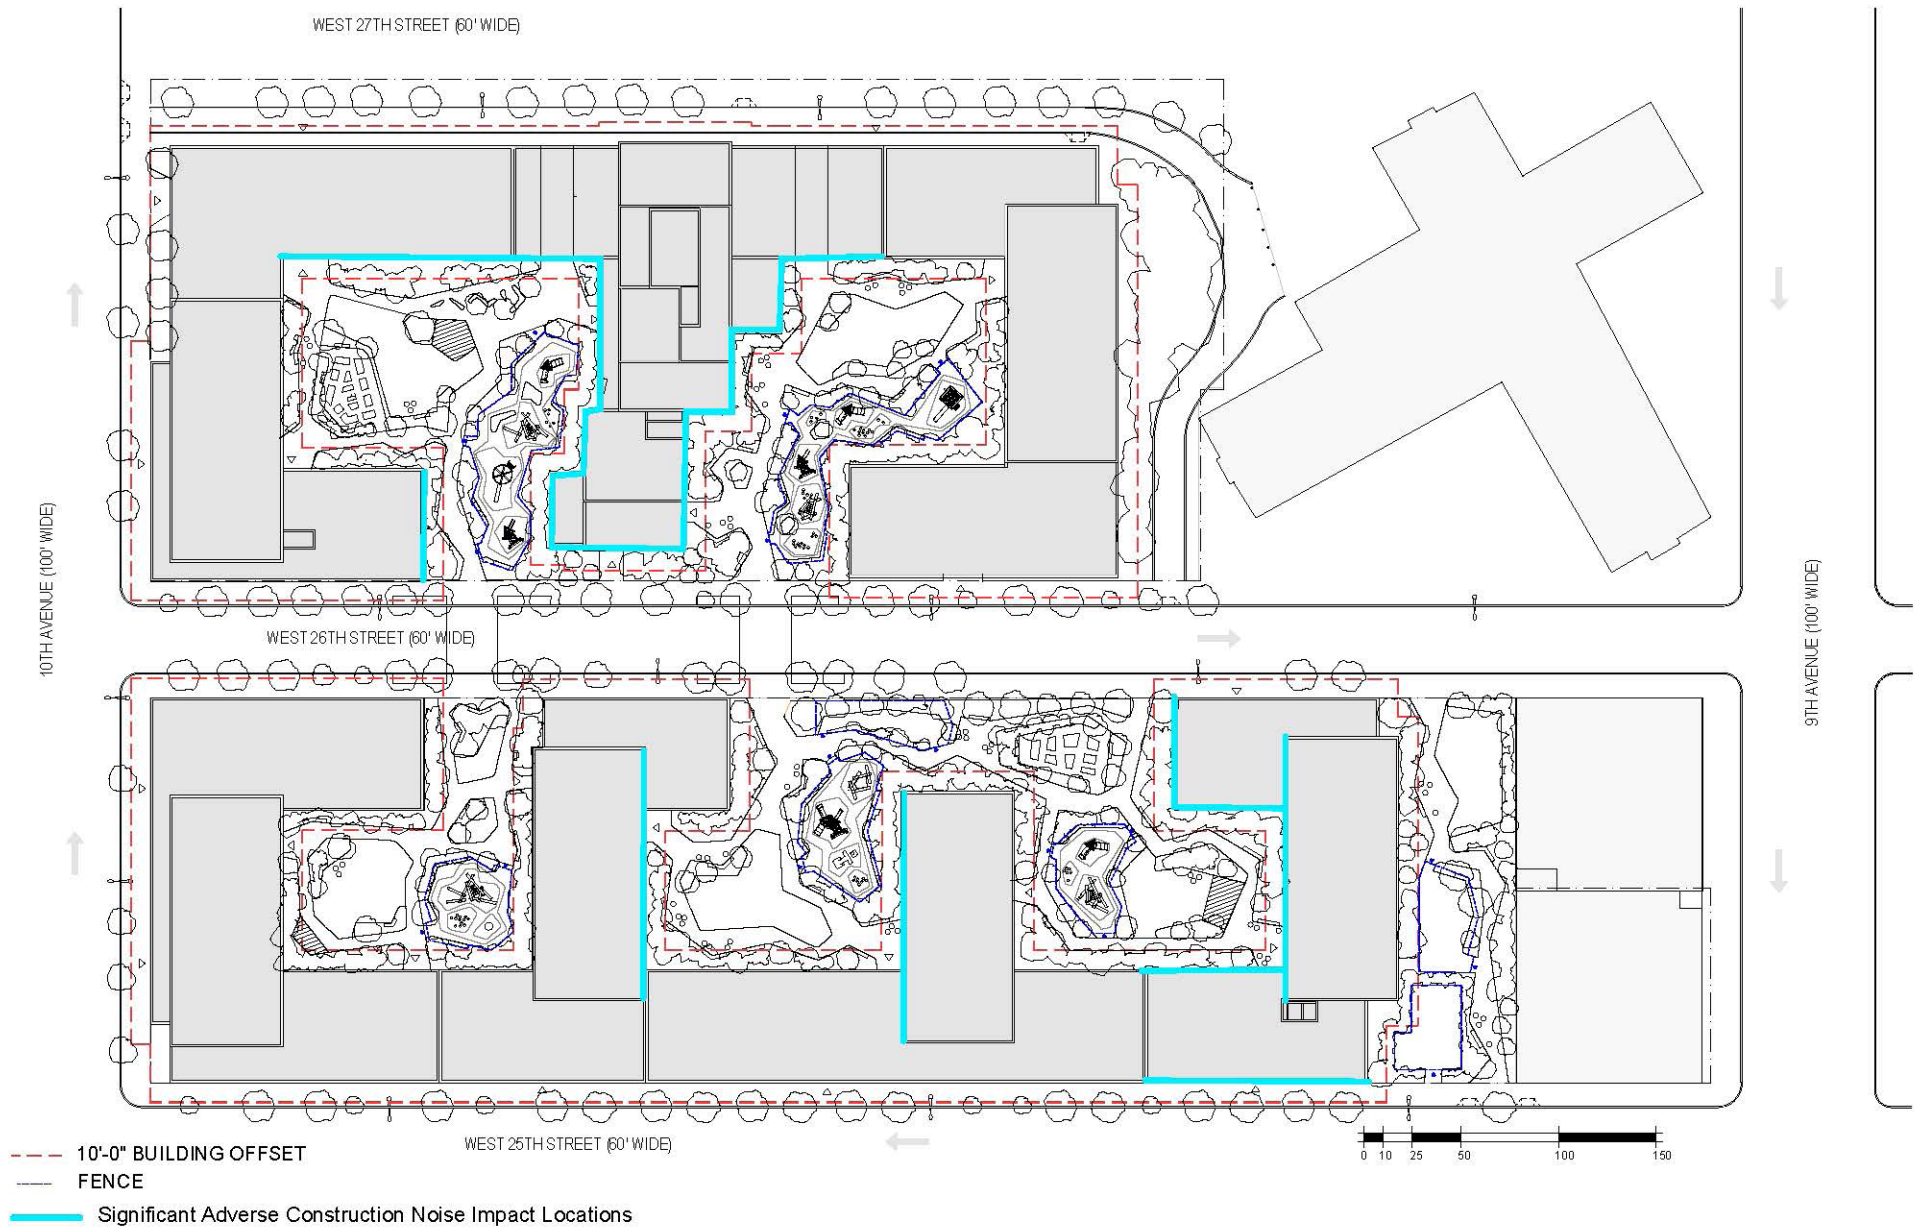 WEST 27TH STREET (60' WIDE)
10TH AVENUE (100' WIDE)
WEST 26TH STREET (60' WIDE)
9TH AVENUE (100' WIDE)
WEST 25TH STREET (60' WIDE)
0 10 25 50 100 150
10'-0" BUILDING OFFSET
FENCE
Significant Adverse Construction Noise Impact Locations